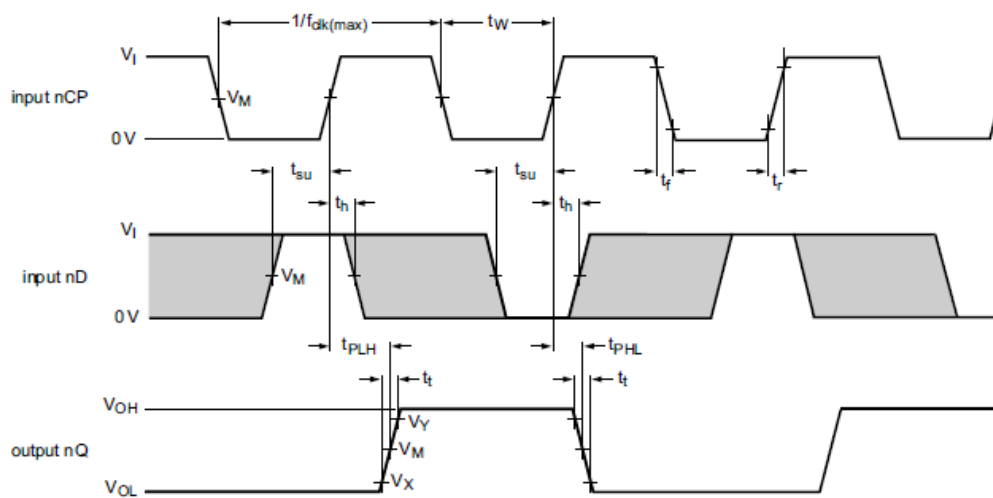 1/fclk(max)
tW
VI
input nCP
VM
0 V
tsu
th
tsu
th
tf
tr
VI
input nD
VM
0 V
tPLH
tPHL
tt
tt
VOH
VY
output nQ
VM
VX
VOL